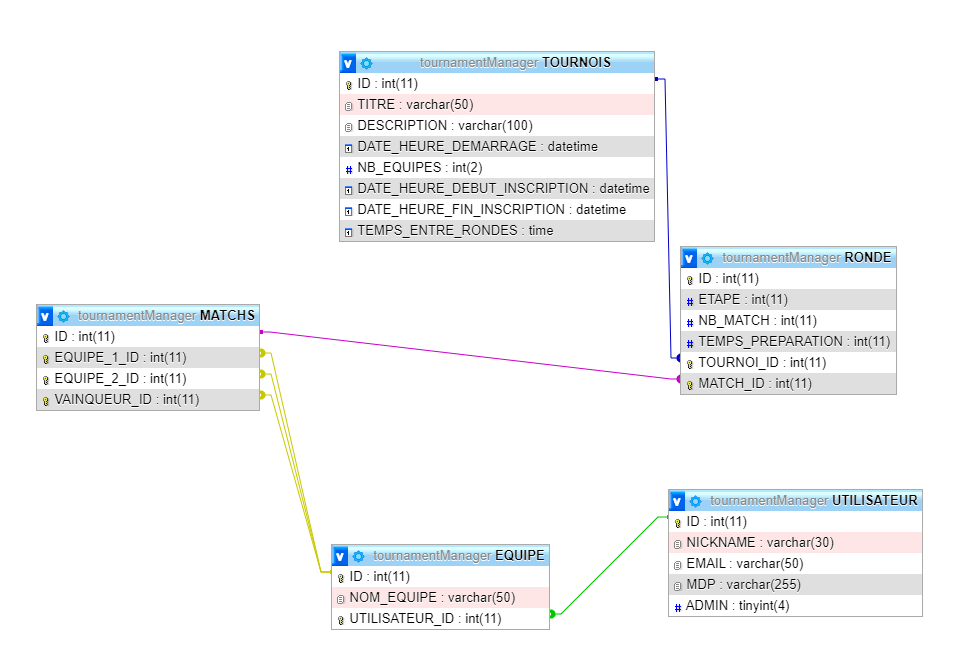 tournamentManager TOURNOIS
ID : int(11)
TITRE : varchar(50)
DESCRIPTION : varchar(100)
DATE_HEURE_DEMARRAGE : datetime
NB_EQUIPES : int(2)
DATE_HEURE_DEBUT_INSCRIPTION : datetime
DATE_HEURE_FIN_INSCRIPTION : datetime
TEMPS_ENTRE_RONDES : time
tournamentManager RONDE
ID : int(11)
ETAPE : int(11)
NB_MATCH : int(11)
TEMPS_PREPARATION : int(11)
TOURNOI_ID : int(11)
MATCH_ID : int(11)
tournamentManager MATCHS
ID : int(11)
EQUIPE_1_ID : int(11)
EQUIPE_2_ID : int(11)
VAINQUEUR_ID : int(11)
tournamentManager UTILISATEUR
ID : int(11)
NICKNAME : varchar(30)
EMAIL : varchar(50)
MDP : varchar(255)
ADMIN : tinyint(4)
tournamentManager EQUIPE
ID : int(11)
NOM_EQUIPE : varchar(50)
UTILISATEUR_ID : int(11)